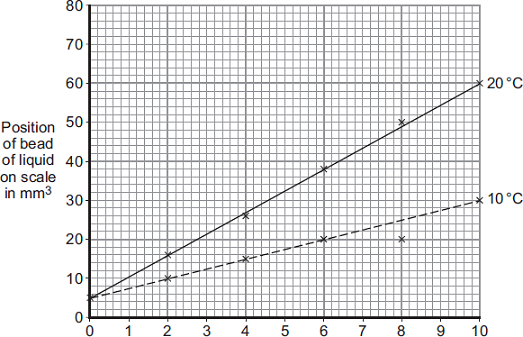 80
70
60
50
40
30
20
10
0
Position
of bead
of liquid
on scale
in mm3
20 °C
10 °C
0 1 2 3 4 5 6 7 8 9 10